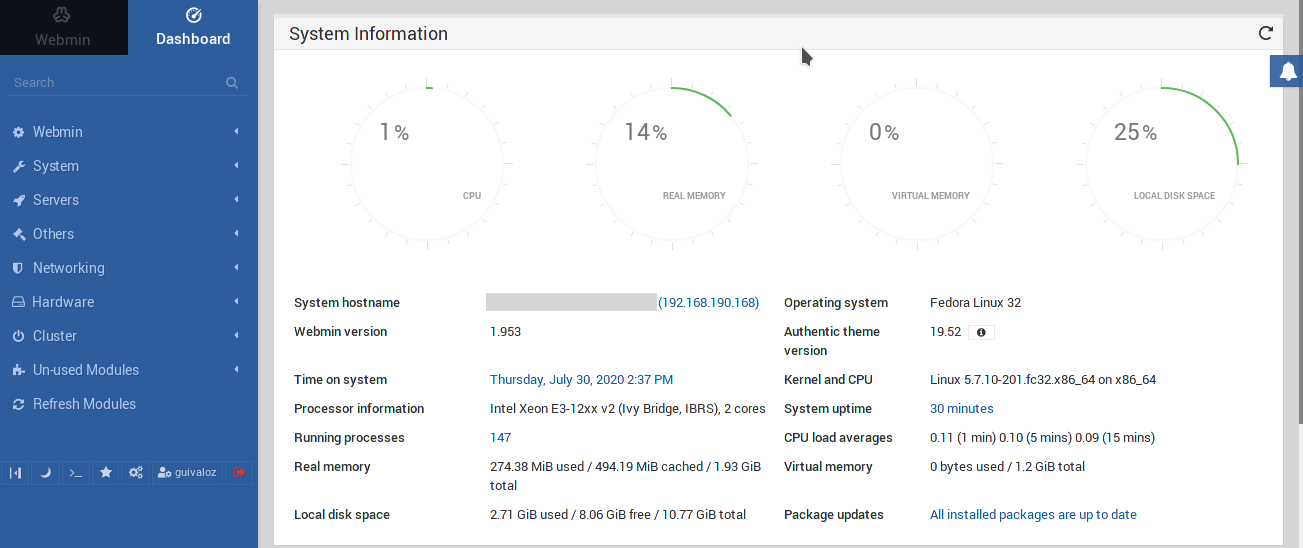 Webmin
Dashboard
Search
Webmin
System
Servers
Others
Networking
Hardware
Cluster
Un-used Modules
Refresh Modules
guivaloz
System Information
1%
CPU
14%
REAL MEMORY
0%
VIRTUAL MEMORY
25%
LOCAL DISK SPACE
System hostname (192.168.190.168) Operating system Fedora Linux 32
Webmin version 1.953 Authentic theme 19.52
version
Time on system Thursday, July 30, 2020 2:37 PM Kernel and CPU Linux 5.7.10-201.fc32.x86_64 on x86_64
Processor information Intel Xeon E3-12xx v2 (Ivy Bridge, IBRS), 2 cores System uptime 30 minutes
Running processes 147 CPU load averages 0.11 (1 min) 0.10 (5 mins) 0.09 (15 mins)
Real memory 274.38 MiB used / 494.19 MiB cached / 1.93 GiB Virtual memory 0 bytes used / 1.2 GiB total
total
Local disk space 2.71 GiB used / 8.06 GiB free / 10.77 GiB total Package updates All installed packages are up to date